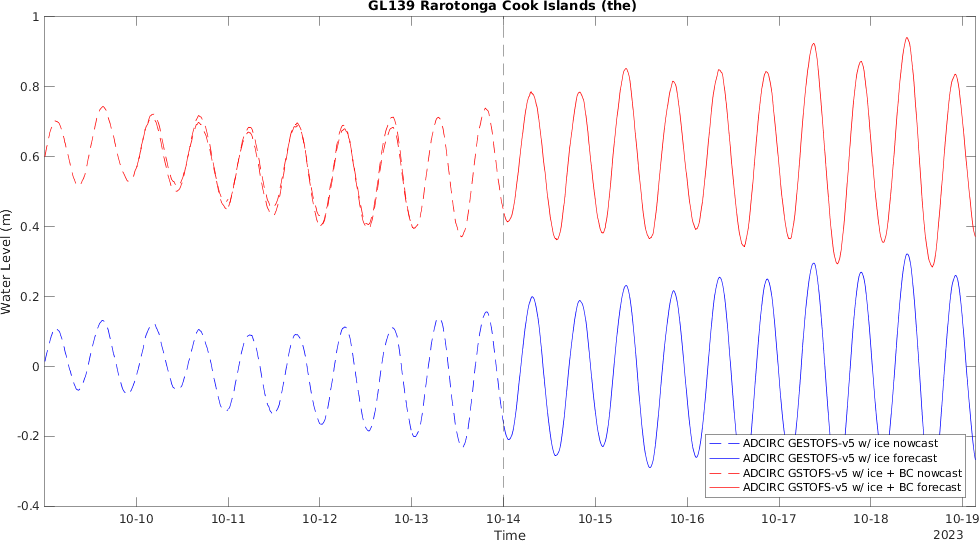 GL139 Rarotonga Cook Islands (the)
1
0.8
0.6
0.4
0.2
0
-0.2
-0.4
Water Level (m)
10-10
10-11
10-12
10-13
10-14
10-15
10-16
10-17
10-18
10-19
Time
2023
ADCIRC GESTOFS-v5 w/ ice nowcast
ADCIRC GESTOFS-v5 w/ ice forecast
ADCIRC GSTOFS-v5 w/ ice + BC nowcast
ADCIRC GSTOFS-v5 w/ ice + BC forecast